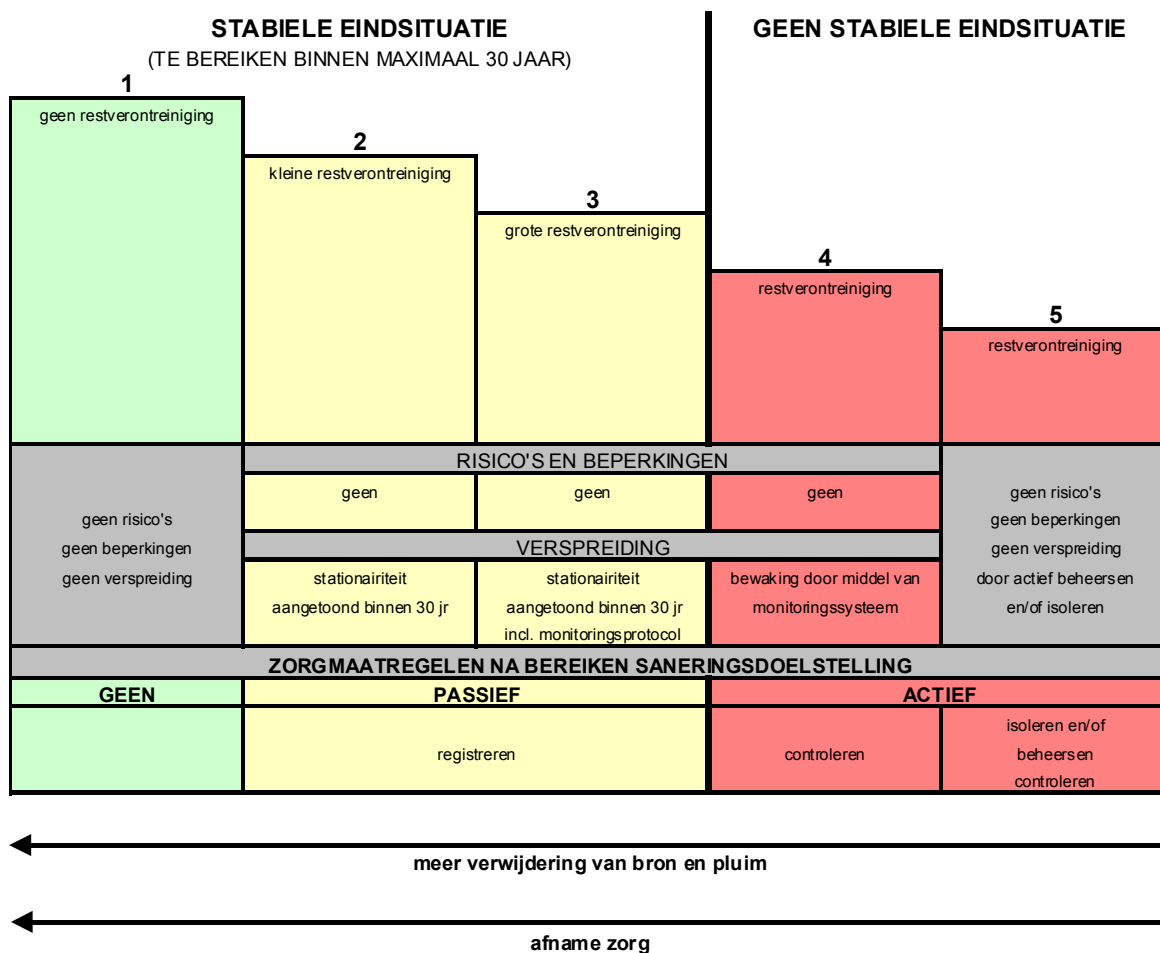 STABIELE EINDSITUATIE
(TE BEREIKEN BINNEN MAXIMAAL 30 JAAR)
GEEN STABIELE EINDSITUATIE
1
geen restverontreiniging
2
kleine restverontreiniging
3
grote restverontreiniging
4
restverontreiniging
5
restverontreiniging
RISICO'S EN BEPERKINGEN
geen risico's
geen beperkingen
geen verspreiding
geen
geen
geen
VERSPREIDING
stationairiteit
aangetoond binnen 30 jr
stationairiteit
aangetoond binnen 30 jr
incl. monitoringsprotocol
bewaking door middel van
monitoringssysteem
geen risico's
geen beperkingen
geen verspreiding
door actief beheersen
en/of isoleren
ZORGMAATREGELEN NA BEREIKEN SANERINGSDOELSTELLING
GEEN
PASSIEF
ACTIEF
registreren
controleren
isoleren en/of
beheersen
controleren
meer verwijdering van bron en pluim
afname zorg